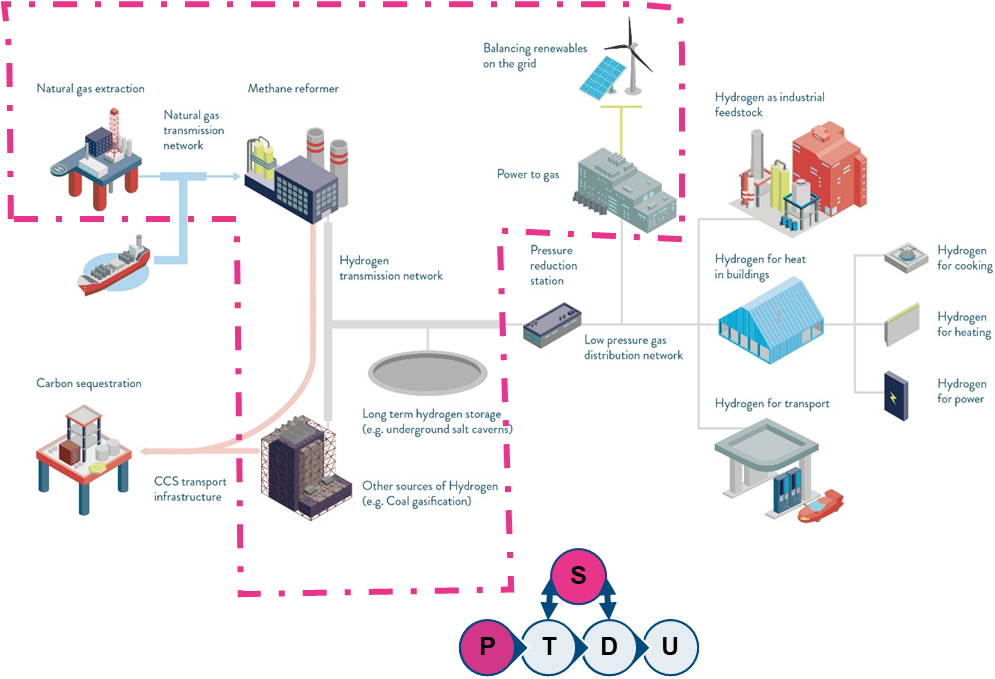 Balancing renewables
on the grid
Natural gas extraction
Methane reformer
Natural gas
transmission
network
Hydrogen as industrial
feedstock
Power to gas
Hydrogen
transmission network
Pressure
reduction
station
Hydrogen for heat
in buildings
Hydrogen
for cooking
Hydrogen
for heating
Low pressure gas
distribution network
Carbon sequestration
Hydrogen
for power
Long term hydrogen storage
(e.g. underground salt caverns)
Hydrogen for transport
CCS transport
infrastructure
Other sources of Hydrogen
(e.g. Coal gasification)
S
P T D U